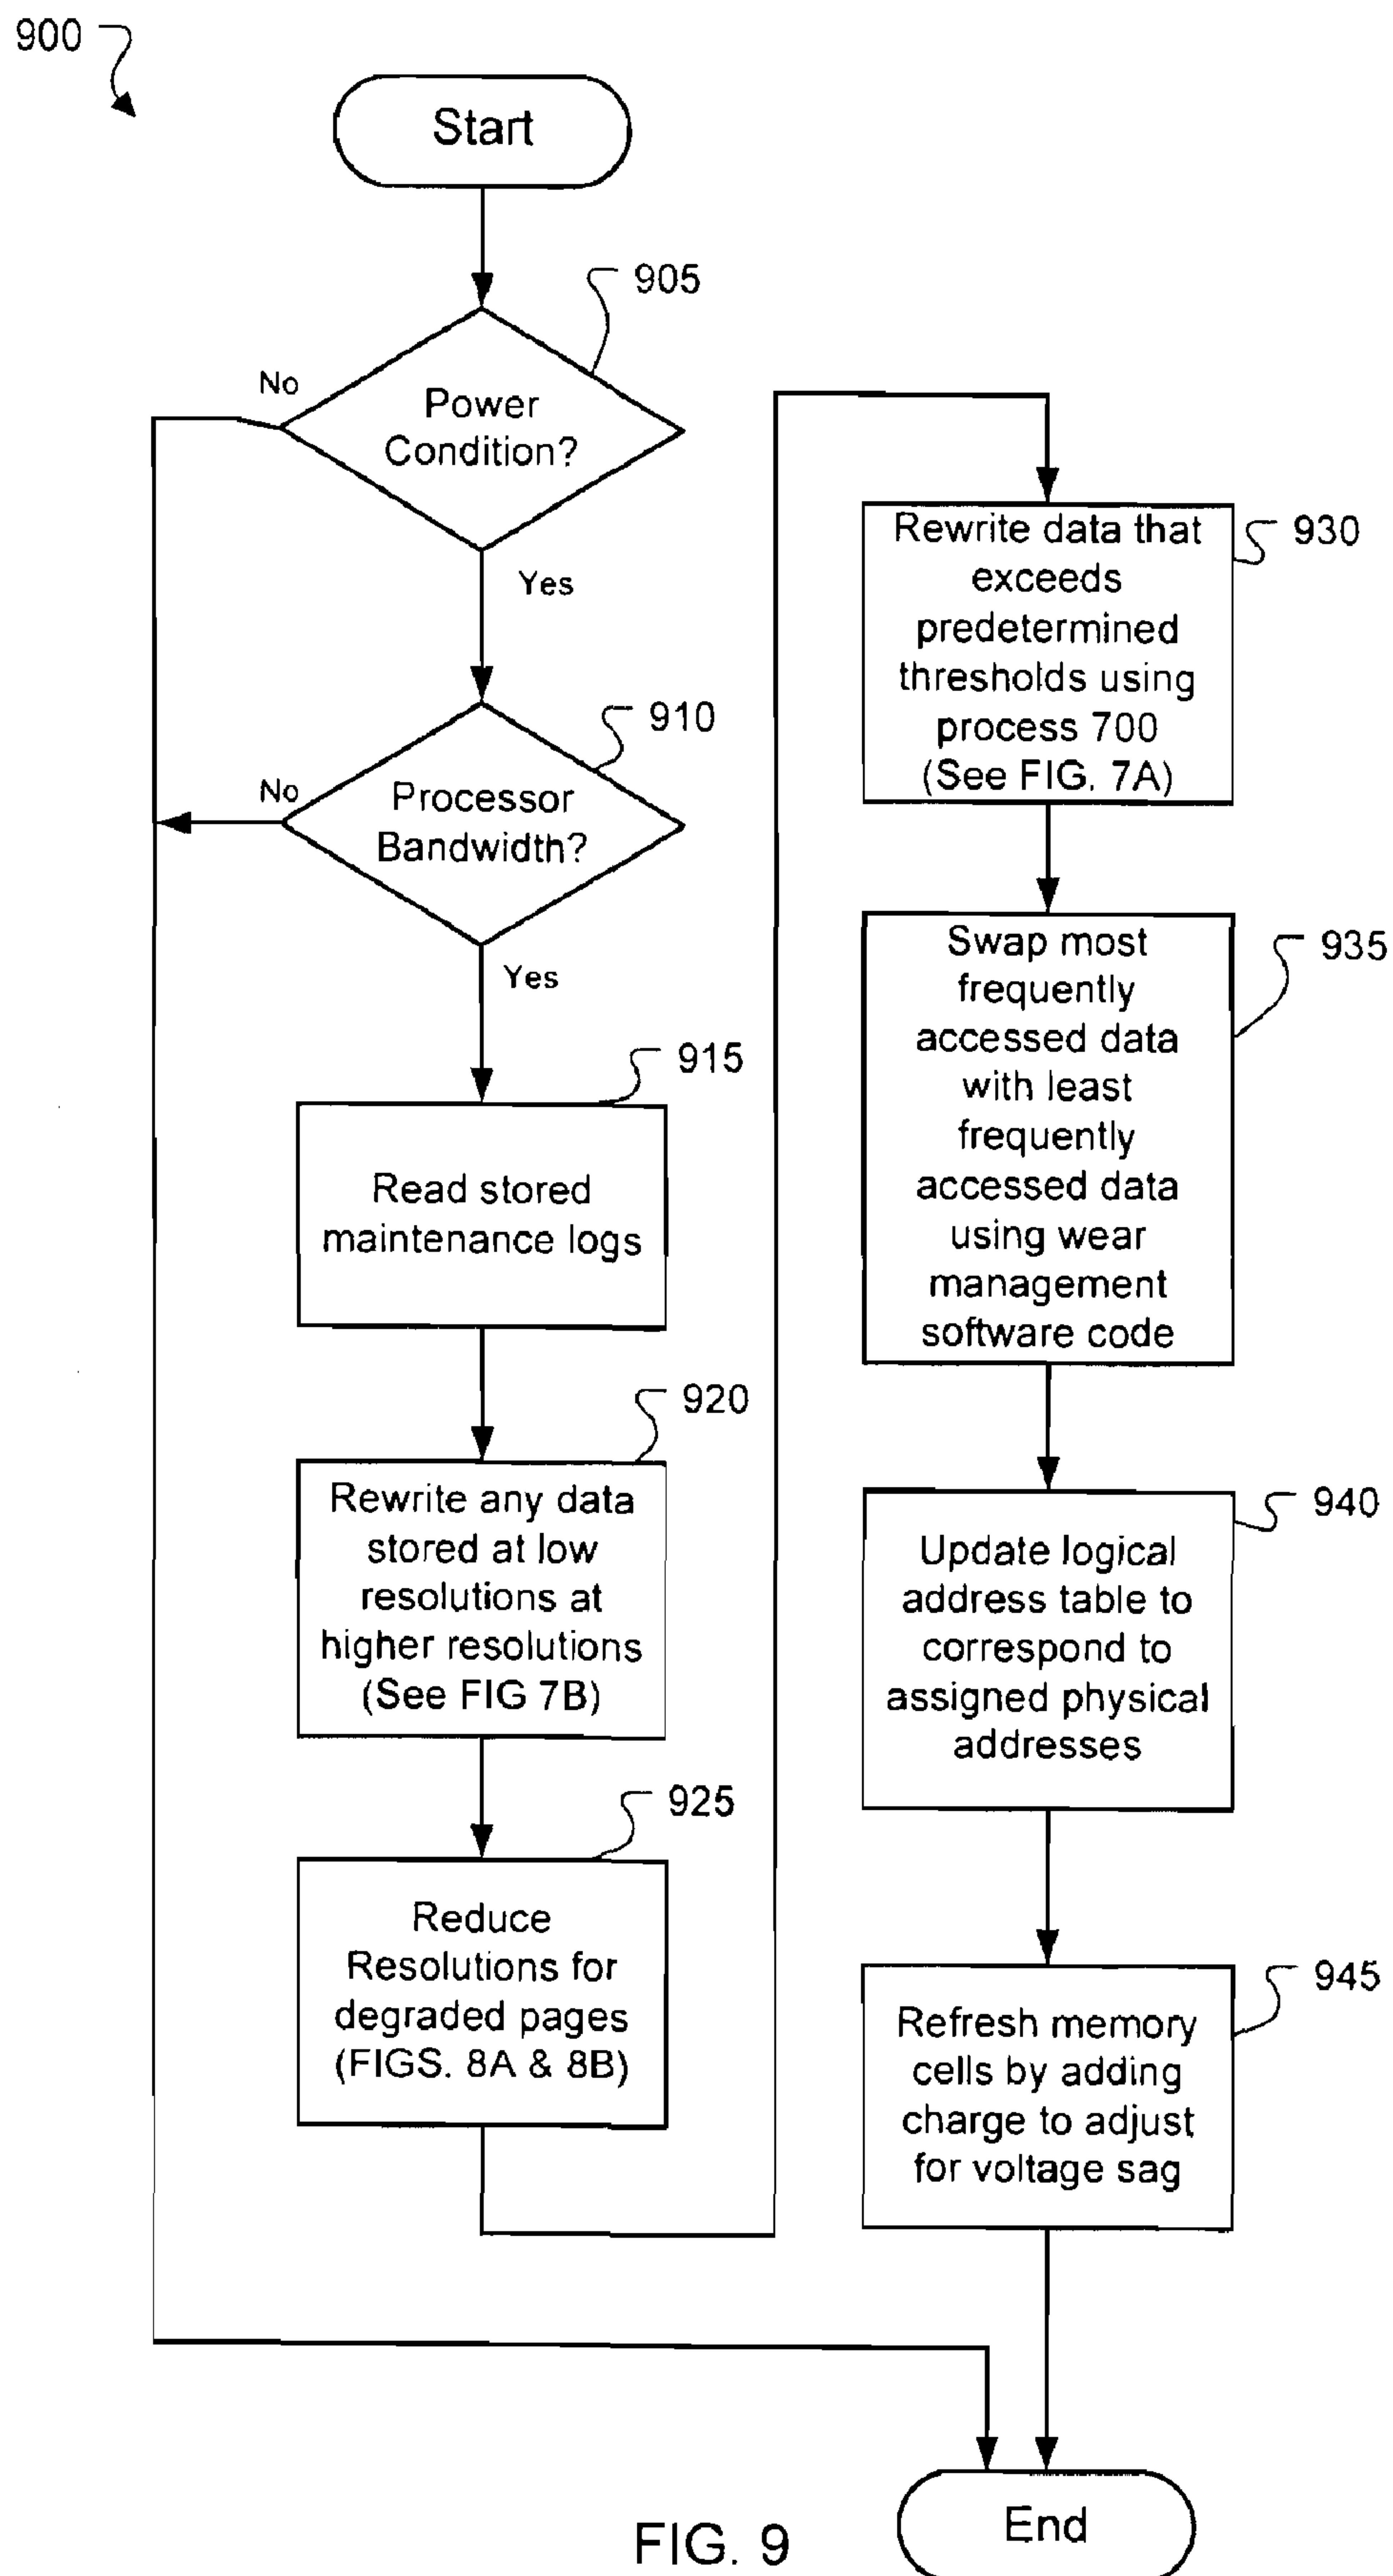 900
Start
905
No
Power
Condition?
Yes
910
No
Processor
Bandwidth?
Yes
915
Read stored
maintenance logs
920
Rewrite any data
stored at low
resolutions at
higher resolutions
(See FIG 7B)
925
Reduce
Resolutions for
degraded pages
(FIGS. 8A & 8B)
930
Rewrite data that
exceeds
predetermined
thresholds using
process 700
(See FIG. 7A)
935
Swap most
frequently
accessed data
with least
frequently
accessed data
using wear
management
software code
940
Update logical
address table to
correspond to
assigned physical
addresses
945
Refresh memory
cells by adding
charge to adjust
for voltage sag
End
FIG. 9